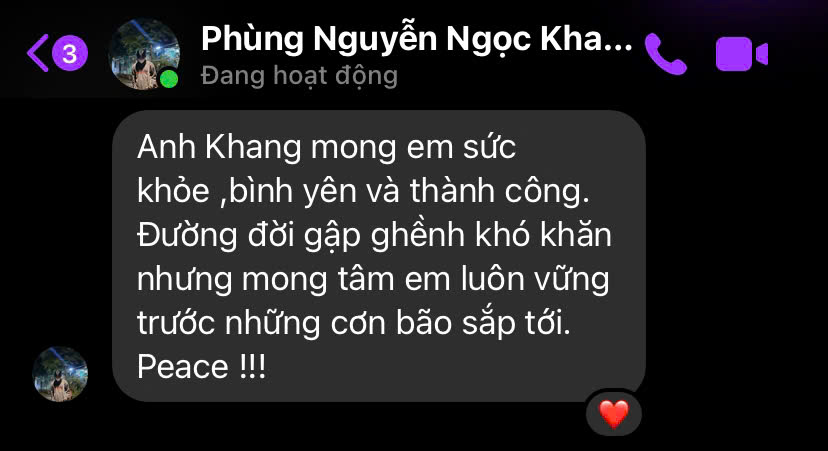 3
Phùng Nguyễn Ngọc Kha...
Đang hoạt động
Anh Khang mong em sức
khỏe ,bình yên và thành công.
Đường đời gập ghềnh khó khăn
nhưng mong tâm em luôn vững
trước những cơn bão sắp tới.
Peace !!!